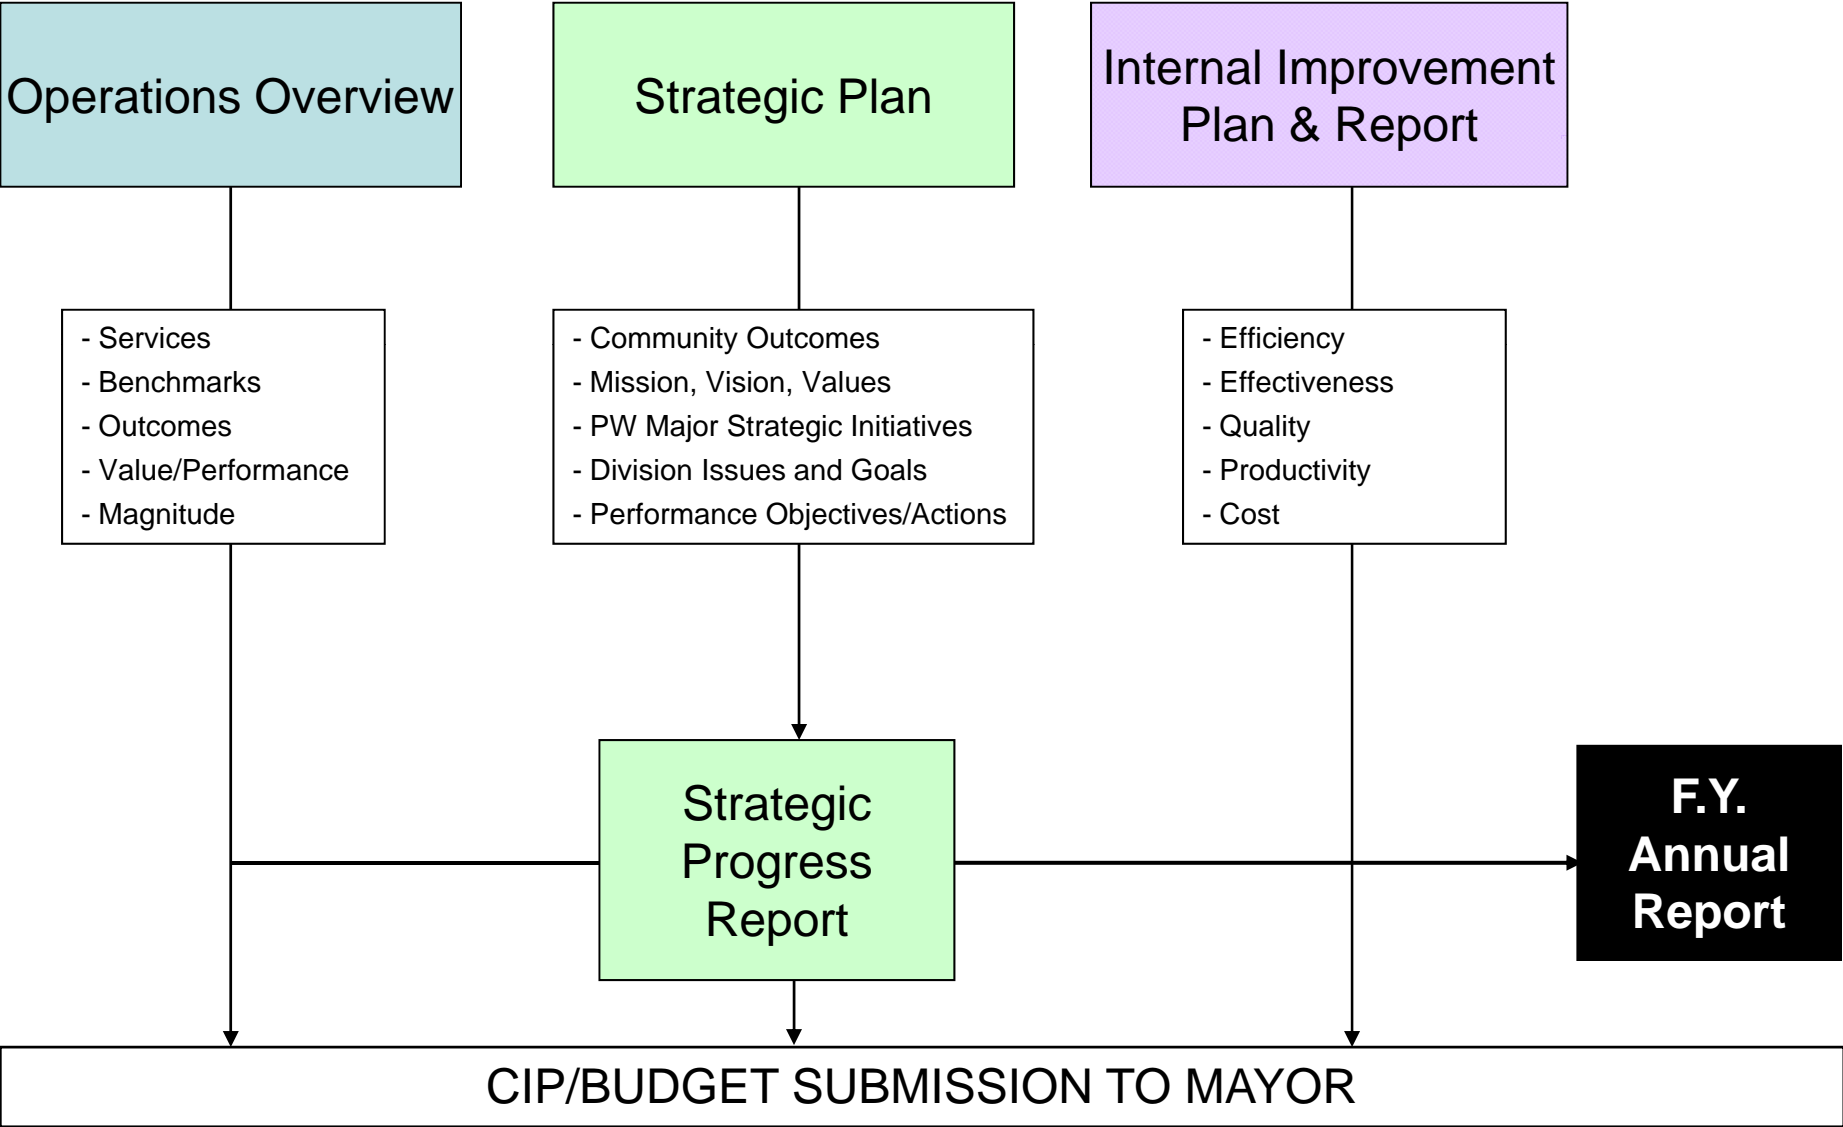 Operations Overview
Strategic Plan
Internal Improvement
Plan & Report
- Services
- Benchmarks
- Outcomes
- Value/Performance
- Magnitude
- Community Outcomes
- Mission, Vision, Values
- PW Major Strategic Initiatives
- Division Issues and Goals
- Performance Objectives/Actions
- Efficiency
- Effectiveness
- Quality
- Productivity
- Cost
Strategic
Progress
Report
F.Y.
Annual
Report
CIP/BUDGET SUBMISSION TO MAYOR